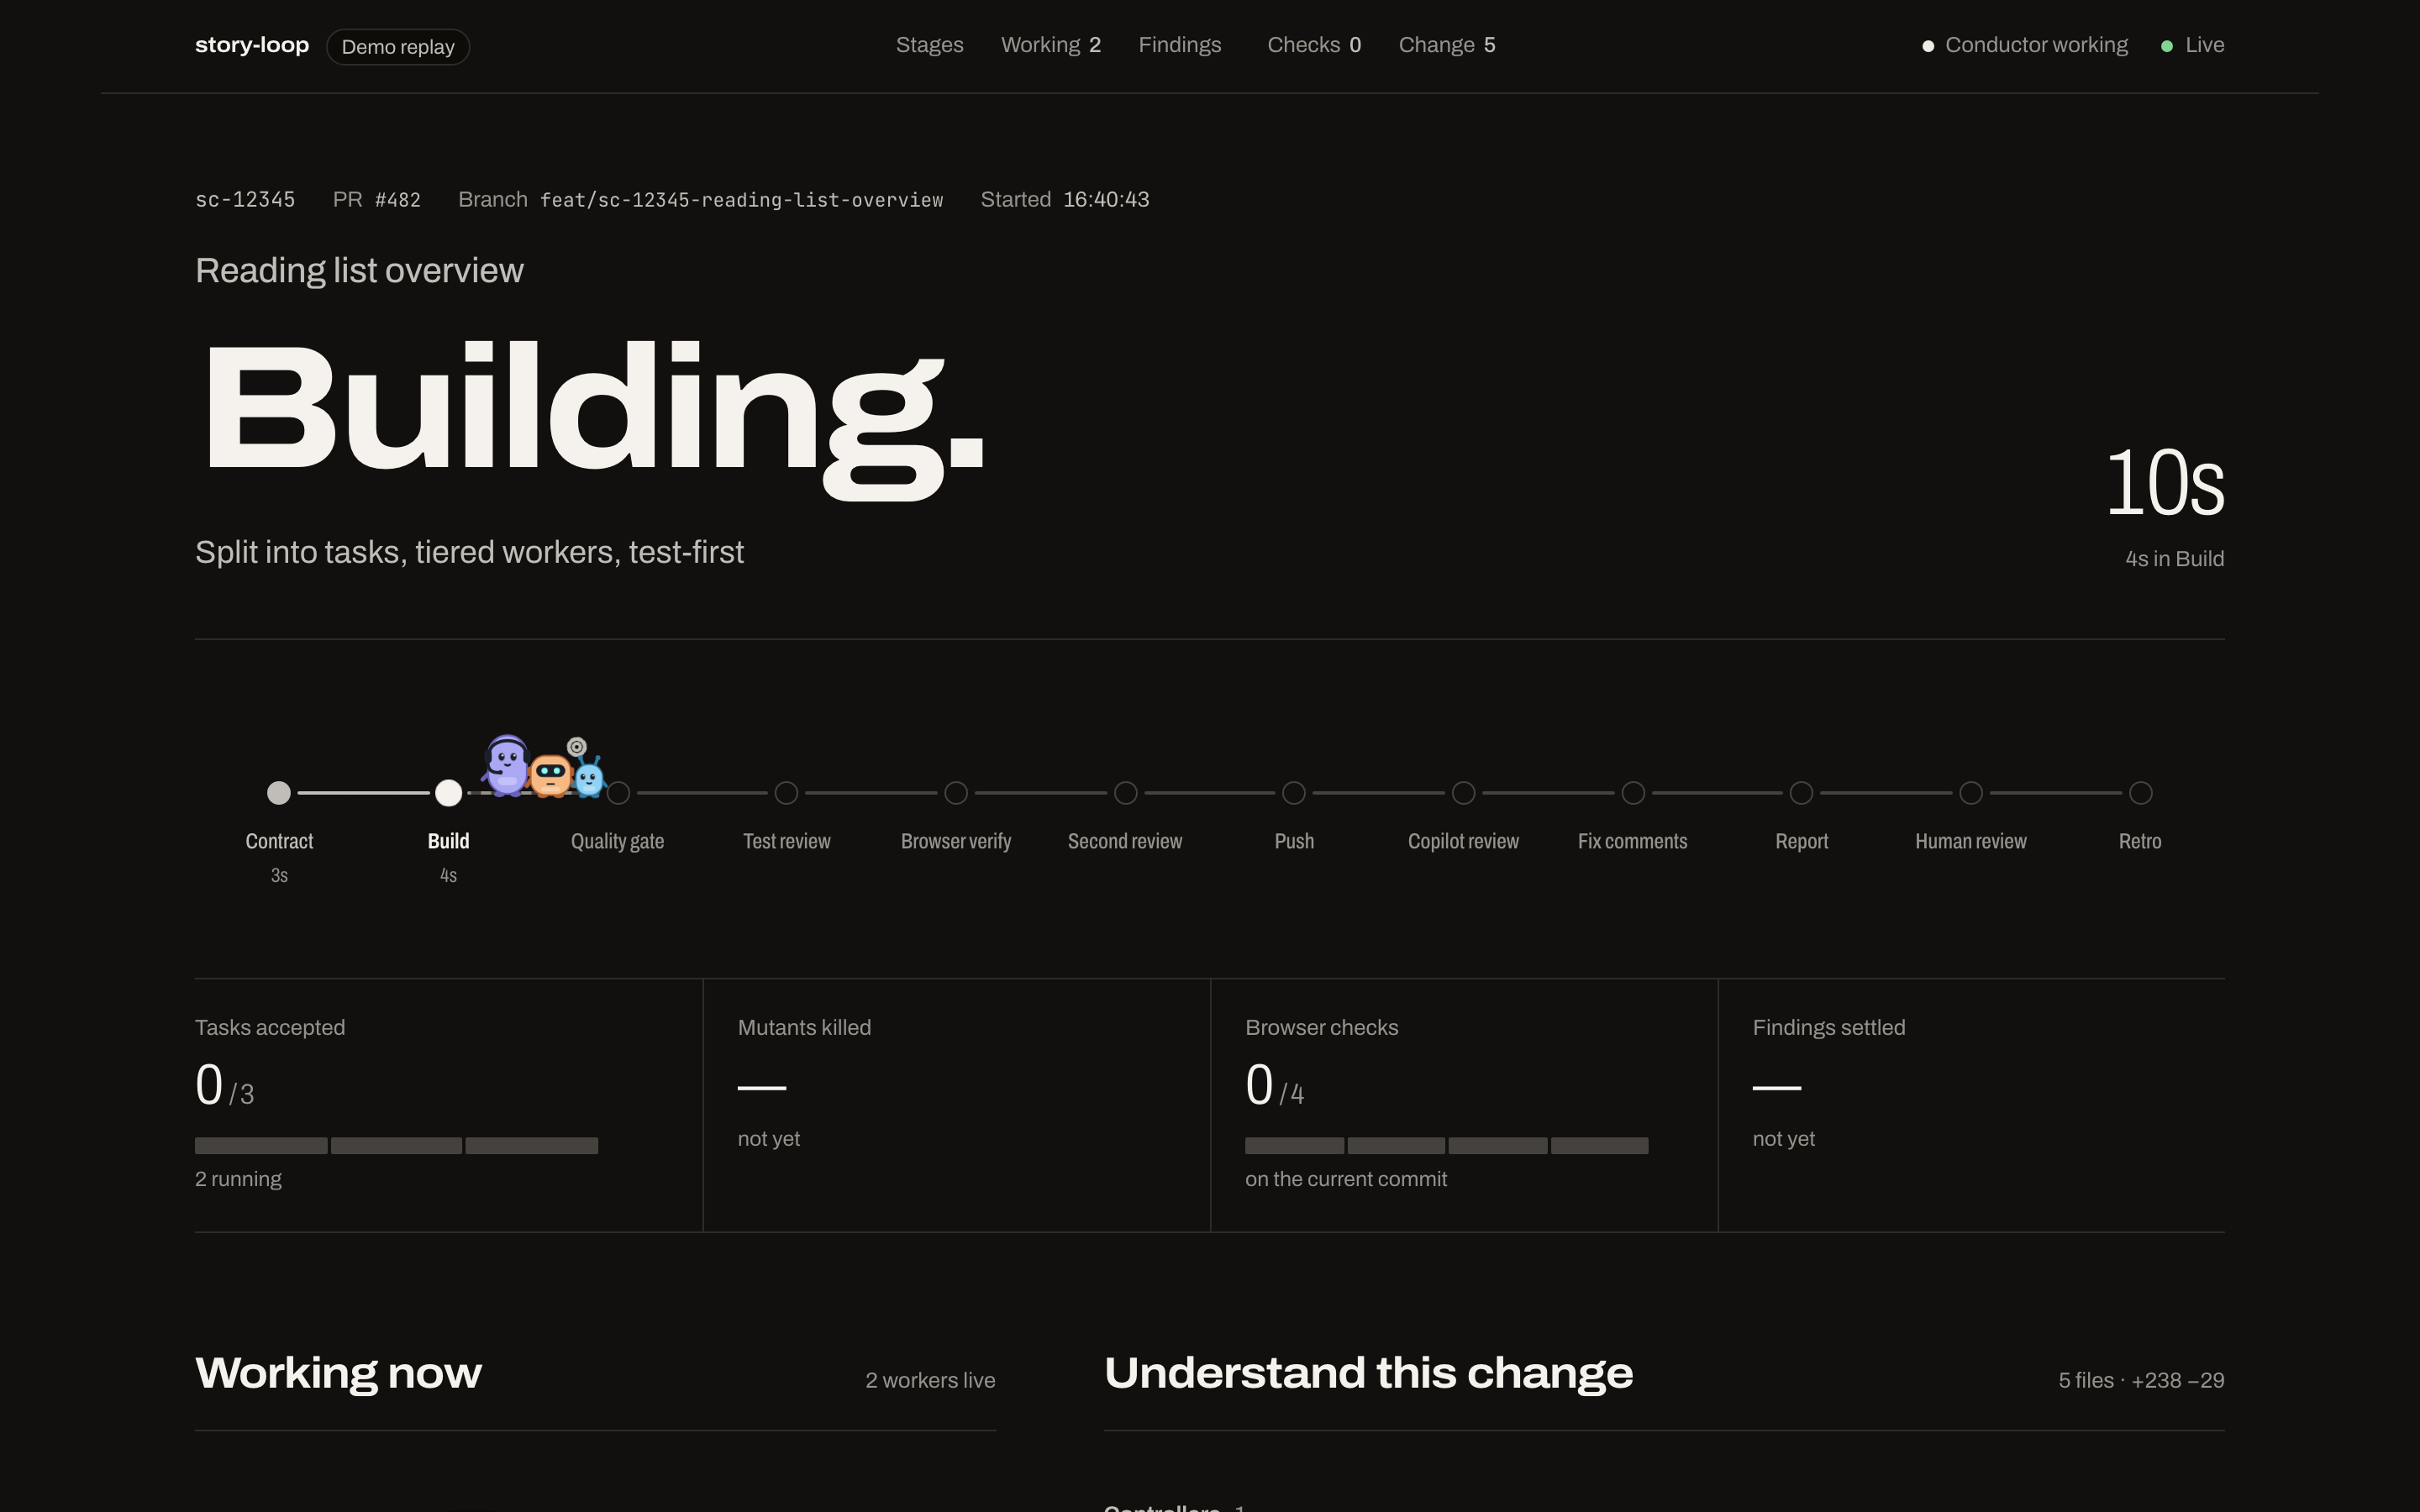 story-loop Demo replay Stages Working 2 Findings Checks 0 Change 5 Conductor working Live
sc-12345 PR #482 Branch feat/sc-12345-reading-list-overview Started 16:40:43
Reading list overview
Building.
10s
Split into tasks, tiered workers, test-first
4s in Build
Contract Build Quality gate Test review Browser verify Second review Push Copilot review Fix comments Report Human review Retro
3s 4s
Tasks accepted
0 /3
2 running
Mutants killed
—
not yet
Browser checks
0 /4
on the current commit
Findings settled
—
not yet
Working now
2 workers live
Understand this change
5 files · +238 −29